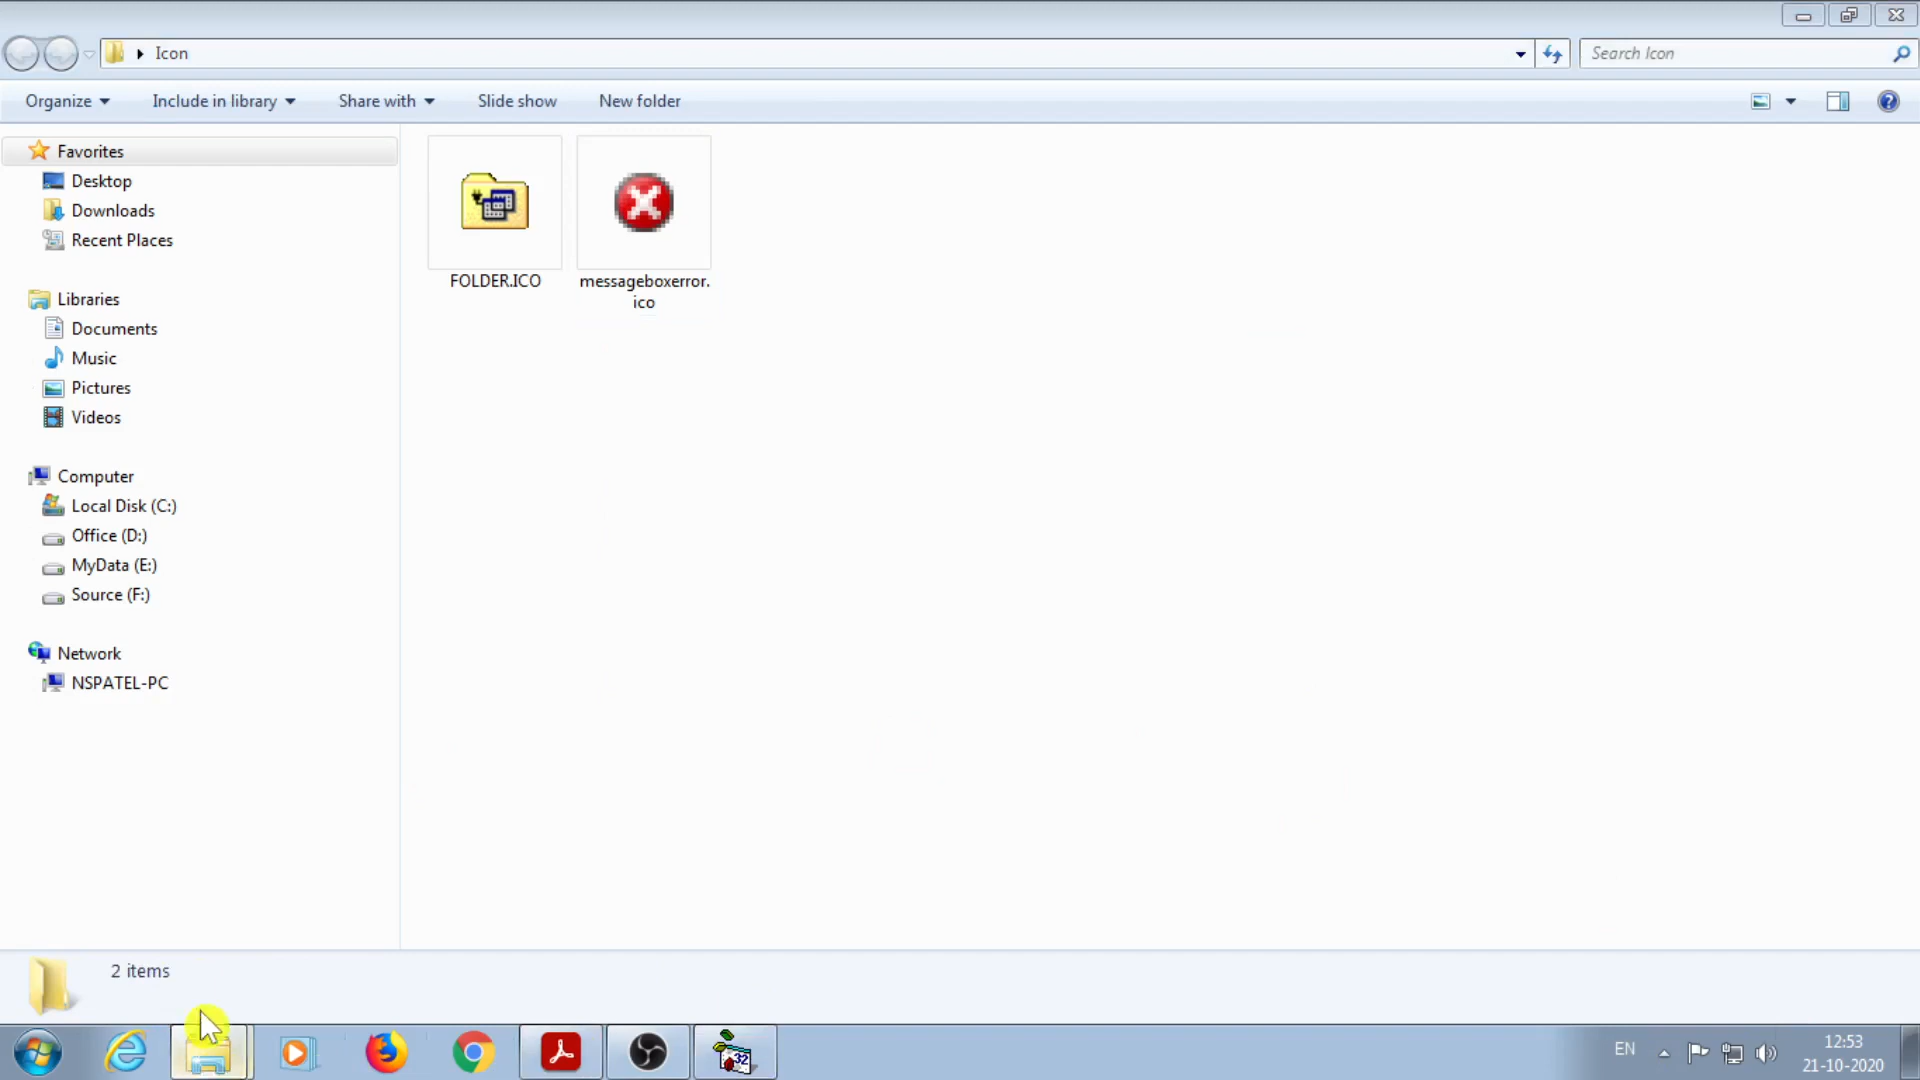 Icon
Search Icon
Organize
Include in library
Share with
Slide show
New folder
Favorites
Desktop
Downloads
Recent Places
Libraries
Documents
Music
Pictures
Videos
Computer
Local Disk (C:)
Office (D:)
MyData (E:)
Source (F:)
Network
NSPATEL-PC
FOLDER.ICO
messageboxerror.
ico
2 items
32
EN
12:53
21-10-2020